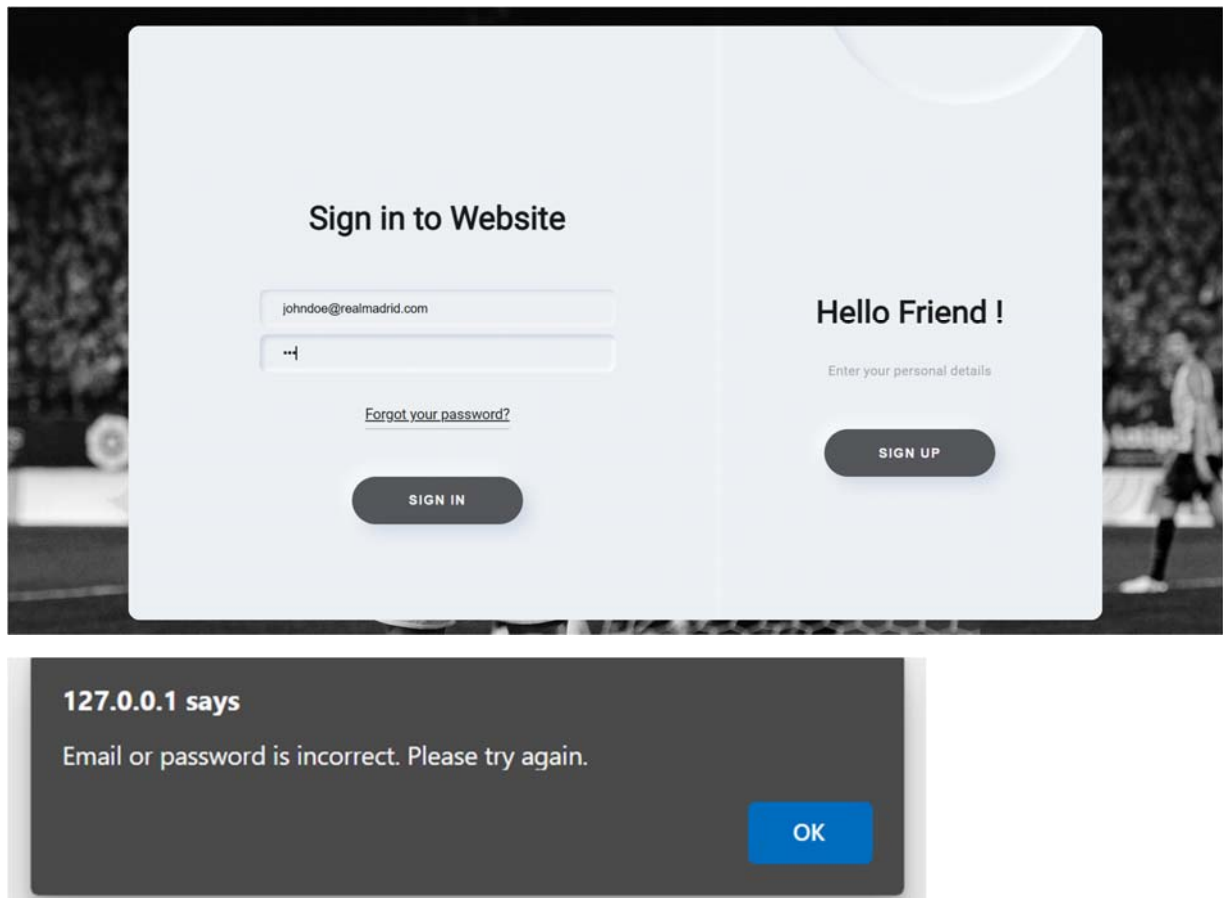 Sign in to Website
johndoe@realmadrid.com
•••
Forgot your password?
SIGN IN
Hello Friend !
Enter your personal details
SIGN UP
127.0.0.1 says
Email or password is incorrect. Please try again.
OK